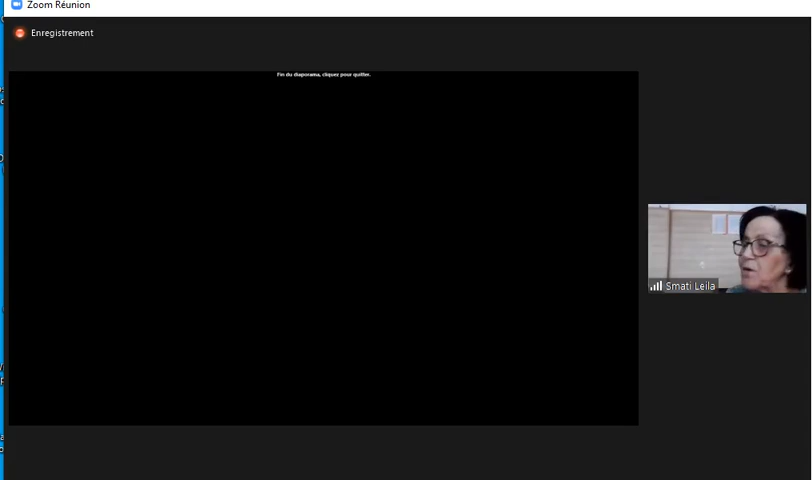 Zoom Réunion
Enregistrement
Fin du diaporama, cliquez pour quitter.
Smati Leila